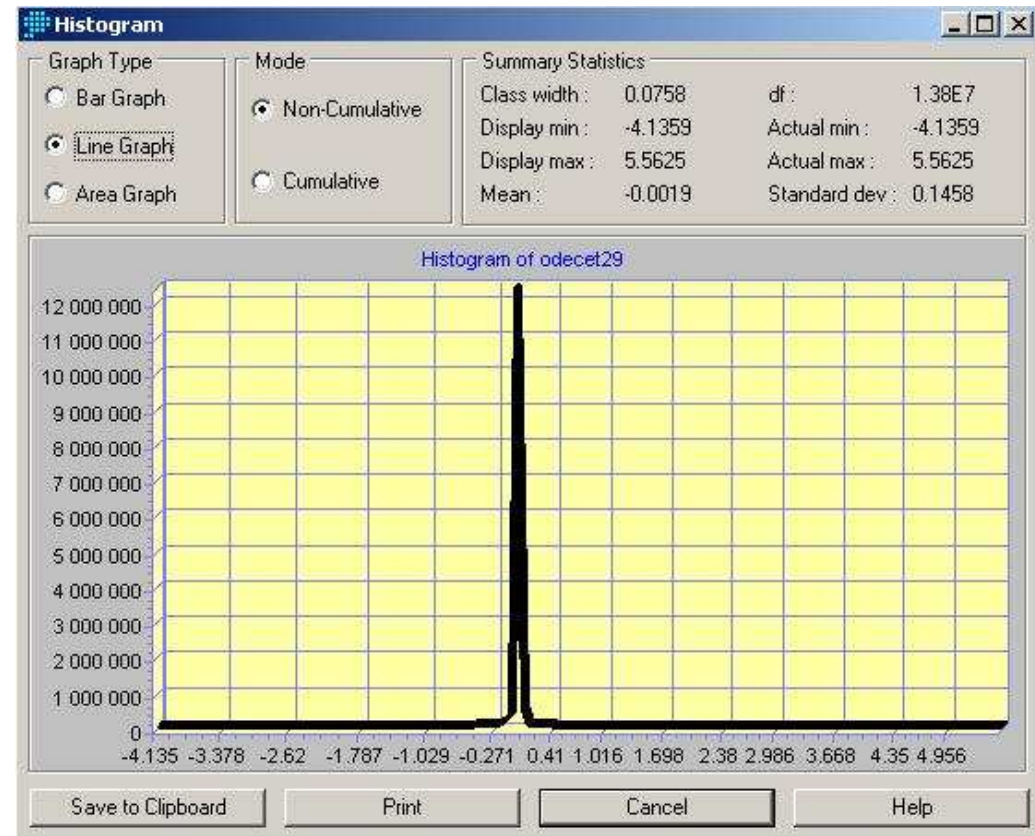 Histogram
Graph Type
Bar Graph
Line Graph
Area Graph
Mode
Non-Cumulative
Cumulative
Summary Statistics
Class width : 0.0758 df : 1.38E7
Display min : -4.1359 Actual min : -4.1359
Display max : 5.5625 Actual max : 5.5625
Mean : -0.0019 Standard dev : 0.1458
Histogram of odecet29
12 000 000
11 000 000
10 000 000
9 000 000
8 000 000
7 000 000
6 000 000
5 000 000
4 000 000
3 000 000
2 000 000
1 000 000
0
-4.135 -3.378 -2.62 -1.787 -1.029 -0.271 0.41 1.016 1.698 2.38 2.986 3.668 4.35 4.956
Save to Clipboard Print Cancel Help